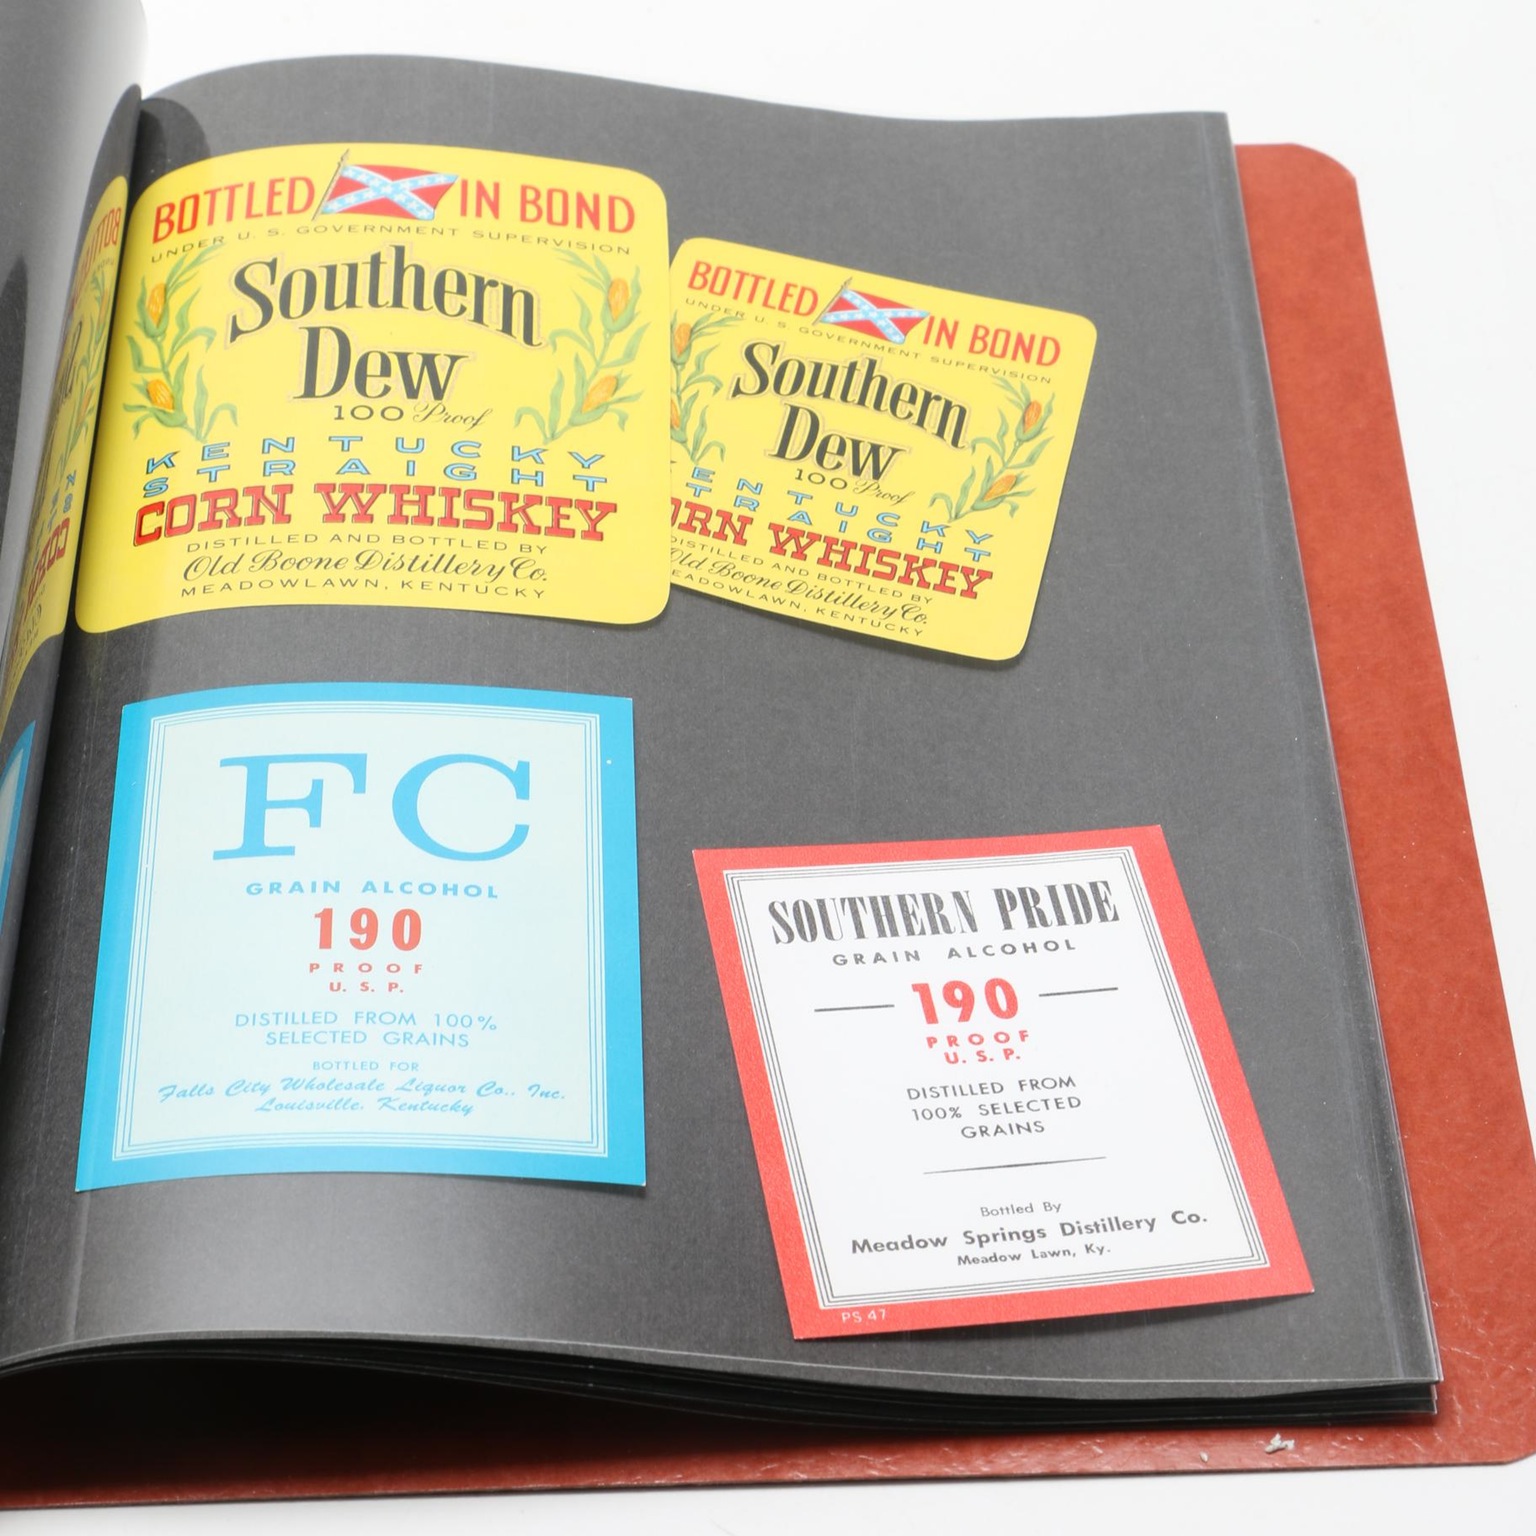 BOTTLED IN BOND
UNDER U. S. GOVERNMENT SUPERVISION
Southern
Dew
100 Proof
KENTUCKY
STRAIGHT
CORN WHISKEY
DISTILLED AND BOTTLED BY
Old Boone Distillery Co.
MEADOWLAWN, KENTUCKY
BOTTLED IN BOND
UNDER U. S. GOVERNMENT SUPERVISION
Southern
Dew
100 Proof
ENTUCKY
TRAIGHT
ORN WHISKEY
DISTILLED AND BOTTLED BY
Old Boone Distillery Co.
EADOWLAWN, KENTUCKY
FC
GRAIN ALCOHOL
190
PROOF
U. S. P.
DISTILLED FROM 100%
SELECTED GRAINS
BOTTLED FOR
Falls City Wholesale Liquor Co., Inc.
Louisville, Kentucky
SOUTHERN PRIDE
GRAIN ALCOHOL
190
PROOF
U. S. P.
DISTILLED FROM
100% SELECTED
GRAINS
Bottled By
Meadow Springs Distillery Co.
Meadow Lawn, Ky.
PS 47